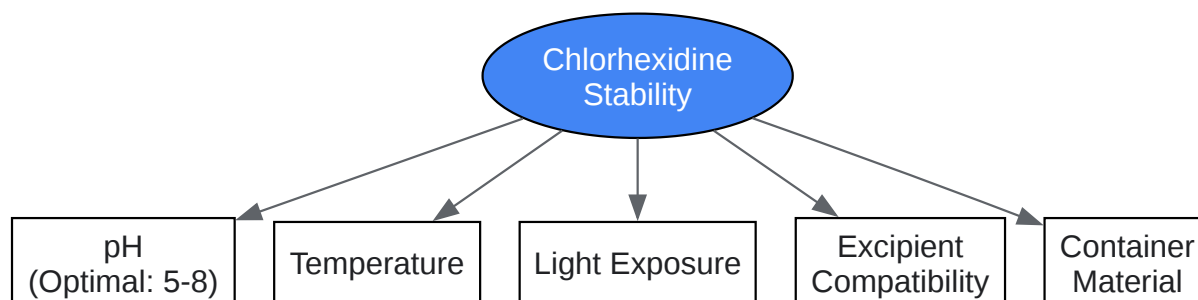 Chlorhexidine
Stability
pH
(Optimal: 5-8)
Temperature
Light Exposure
Excipient
Compatibility
Container
Material